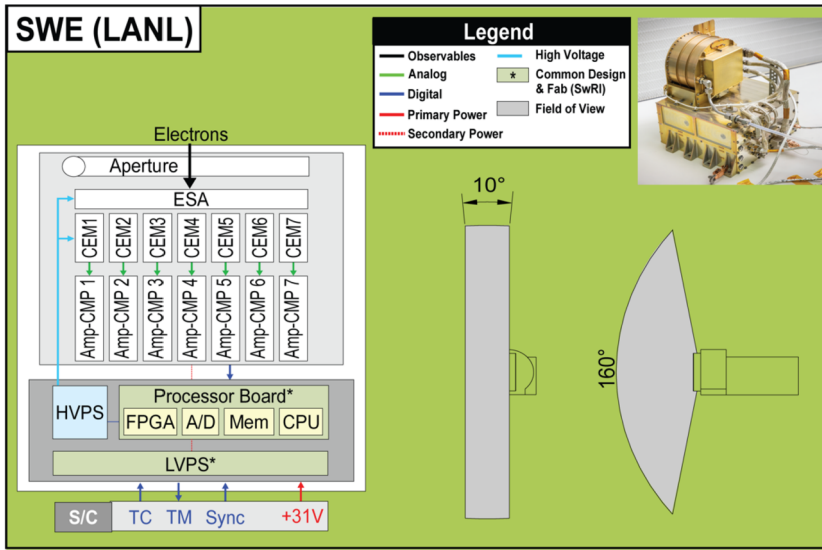 SWE (LANL)
Legend
Observables
Analog
Digital
Primary Power
Secondary Power
High Voltage
* Common Design
& Fab (SwRI)
Field of View
Electrons
Aperture
ESA
CEM1 CEM2 CEM3 CEM4 CEM5 CEM6 CEM7
Amp-CMP 1 Amp-CMP 2 Amp-CMP 3 Amp-CMP 4 Amp-CMP 5 Amp-CMP 6 Amp-CMP 7
HVPS
Processor Board*
FPGA A/D Mem CPU
LVPS*
S/C TC TM Sync +31V
10°
160°